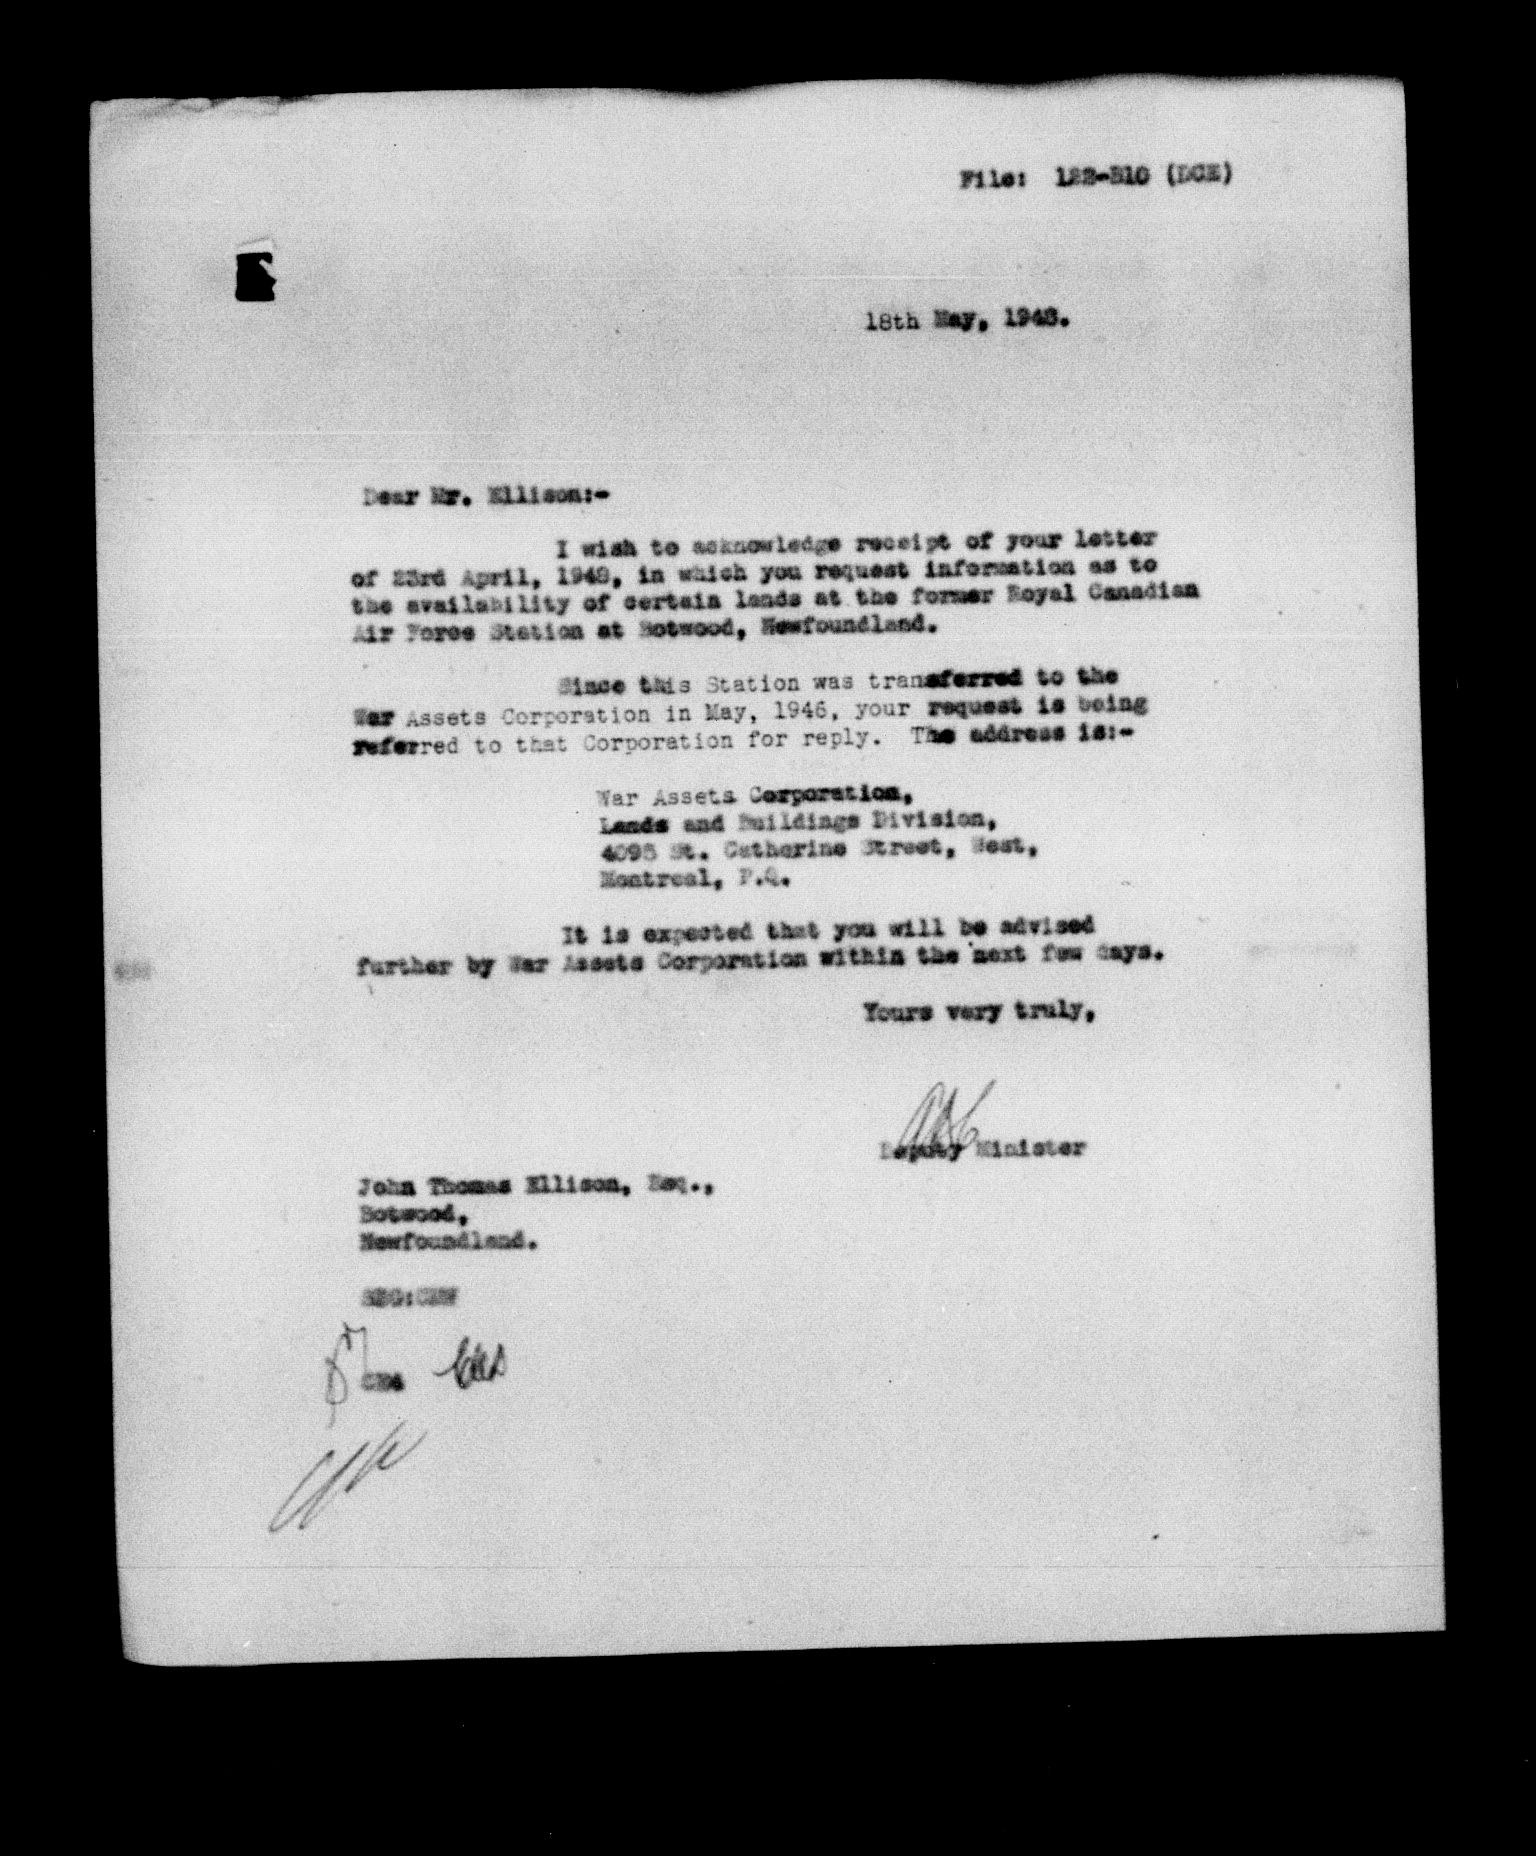 File: 122-B10 (DCE)
18th May, 1948.
Dear Mr. Ellison:-
I wish to acknowledge receipt of your letter
of 23rd April, 1948, in which you request information as to
the availability of certain lands at the former Royal Canadian
Air Force Station at Botwood, Newfoundland.
Since this Station was transferred to the
War Assets Corporation in May, 1946, your request is being
referred to that Corporation for reply. The address is:-
War Assets Corporation,
Lands and Buildings Division,
4095 St. Catherine Street, West,
Montreal, P.Q.
It is expected that you will be advised
further by War Assets Corporation within the next few days.
Yours very truly,
Deputy Minister
John Thomas Ellison, Esq.,
Botwood,
Newfoundland.